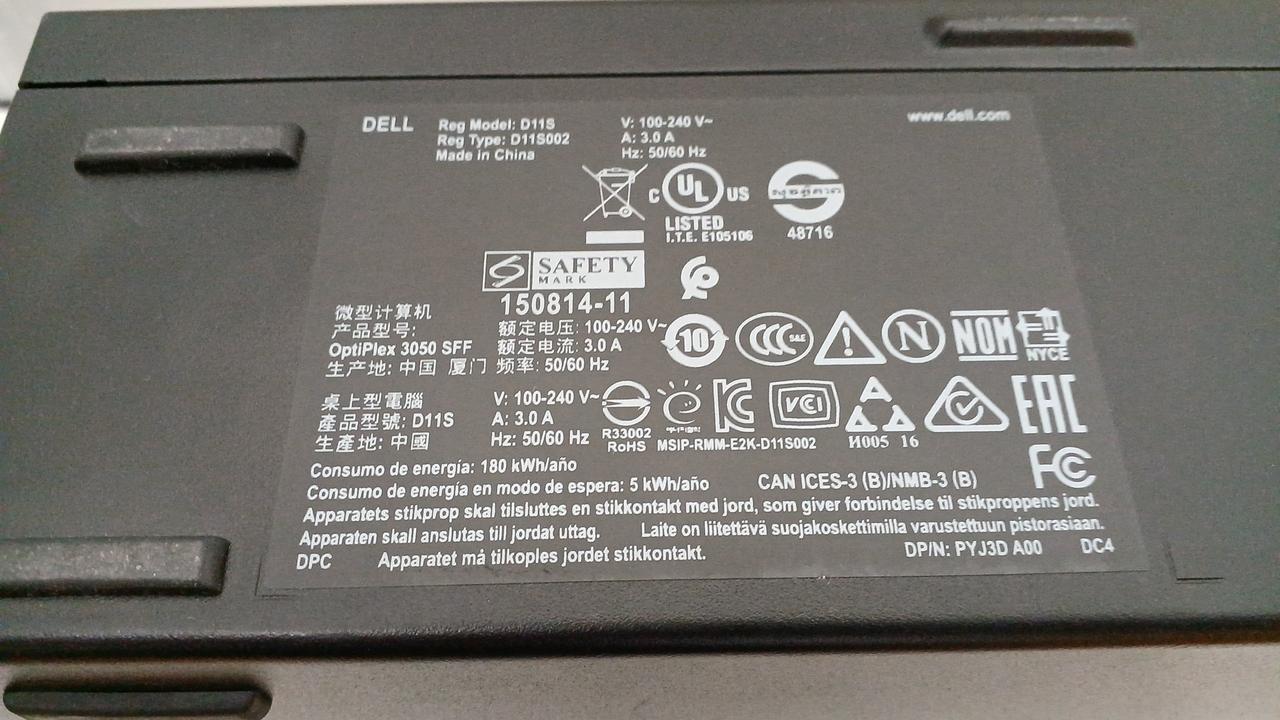 DELL
Reg Model: D11S
Reg Type: D11S002
Made in China
V: 100-240 V~
A: 3.0 A
Hz: 50/60 Hz
www.dell.com
C UL US
LISTED
I.T.E. E105106
48716
SAFETY
MARK
150814-11
微型计算机
产品型号:
OptiPlex 3050 SFF
生产地: 中国 厦门
额定电压: 100-240 V~
额定电流: 3.0 A
频率: 50/60 Hz
10
CCC S&E
N
NOM
NYCE
桌上型電腦
產品型號: D11S
生產地: 中國
V: 100-240 V~
A: 3.0 A
Hz: 50/60 Hz
R33002
RoHS
MSIP-RMM-E2K-D11S002
VCI
И005 16
EAC
FC
Consumo de energía: 180 kWh/año
Consumo de energía en modo de espera: 5 kWh/año
CAN ICES-3 (B)/NMB-3 (B)
Apparatets stikprop skal tilsluttes en stikkontakt med jord, som giver forbindelse til stikproppens jord.
Apparaten skall anslutas till jordat uttag. Laite on liitettävä suojakoskettimilla varustettuun pistorasiaan.
DPC Apparatet må tilkoples jordet stikkontakt.
DP/N: PYJ3D A00 DC4